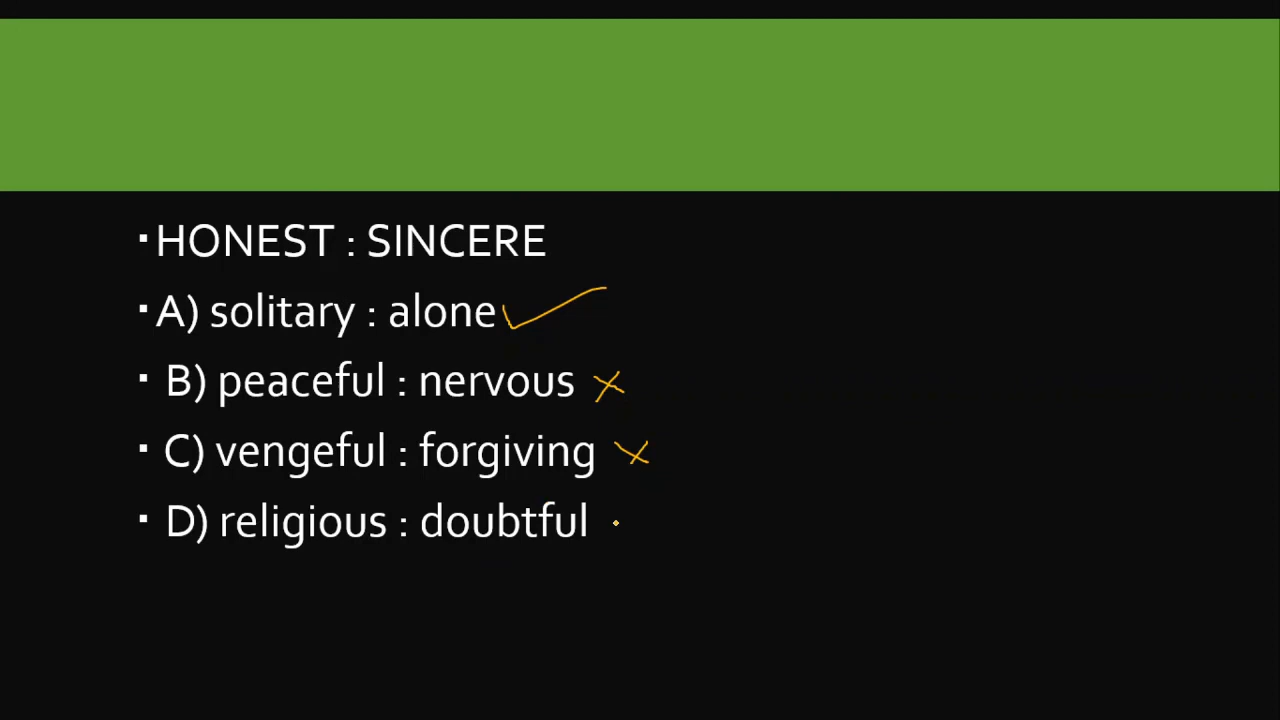 ▪HONEST : SINCERE
▪A) solitary : alone
▪ B) peaceful : nervous
▪ C) vengeful : forgiving
▪ D) religious : doubtful